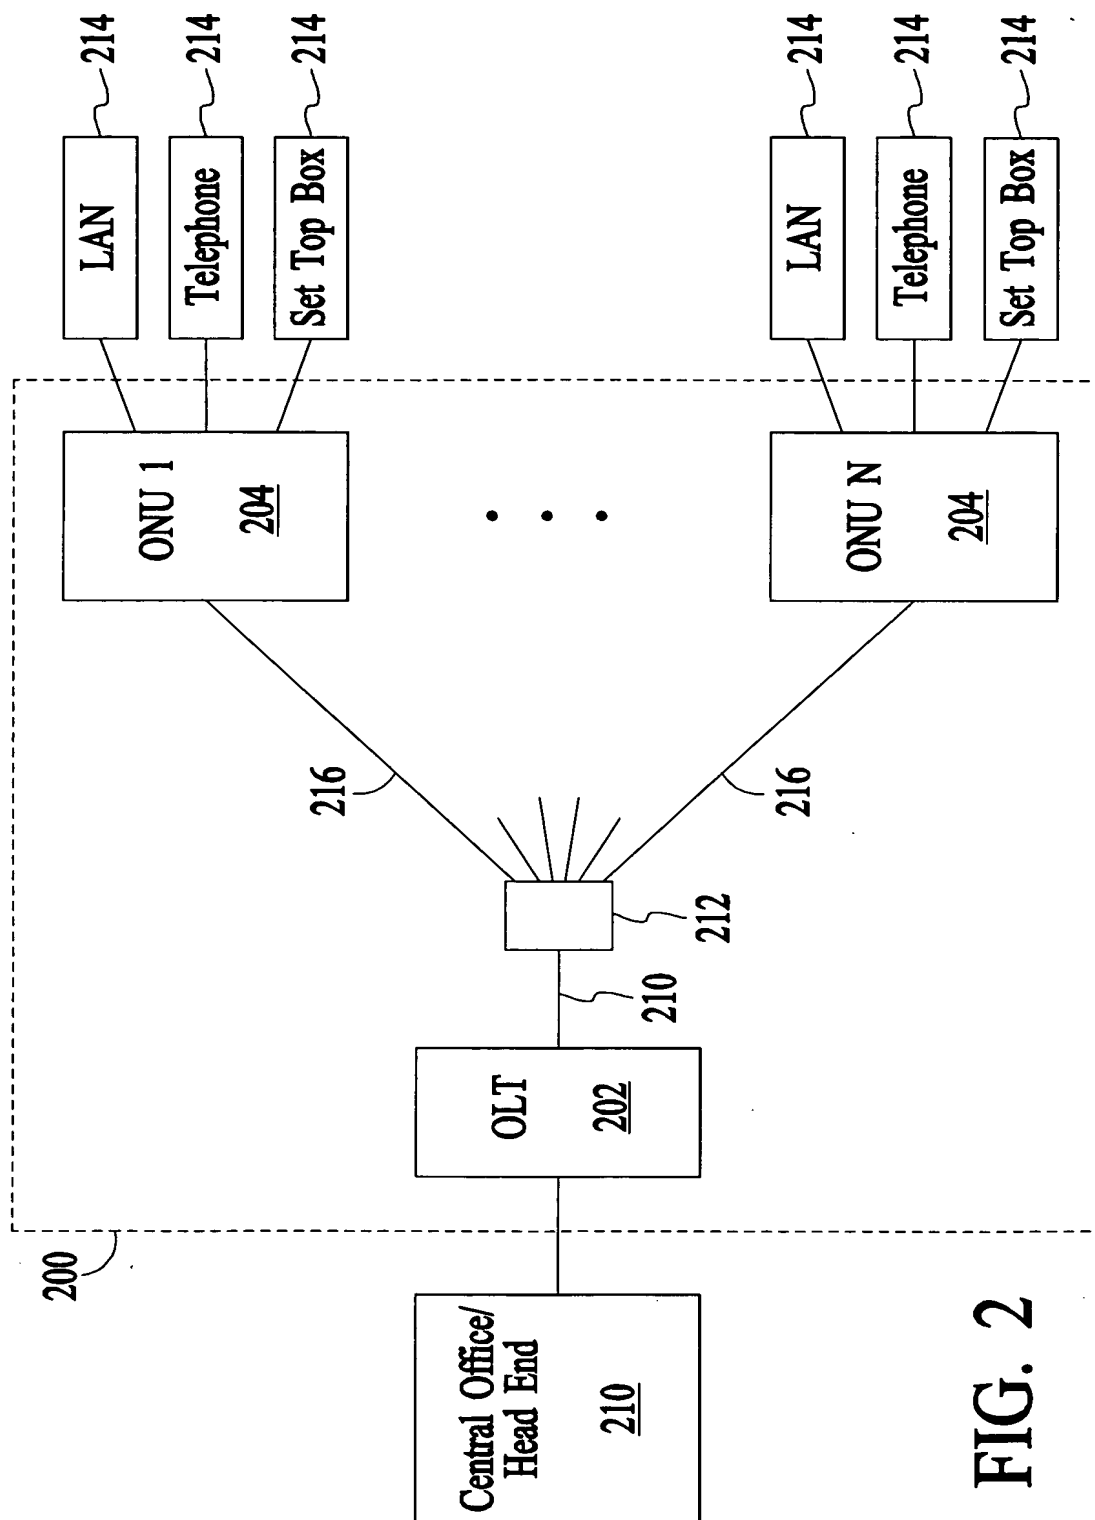 200
Central Office/
Head End
210
OLT
202
210
212
216
216
ONU 1
204
ONU N
204
LAN
214
Telephone
214
Set Top Box
214
LAN
214
Telephone
214
Set Top Box
214
FIG. 2